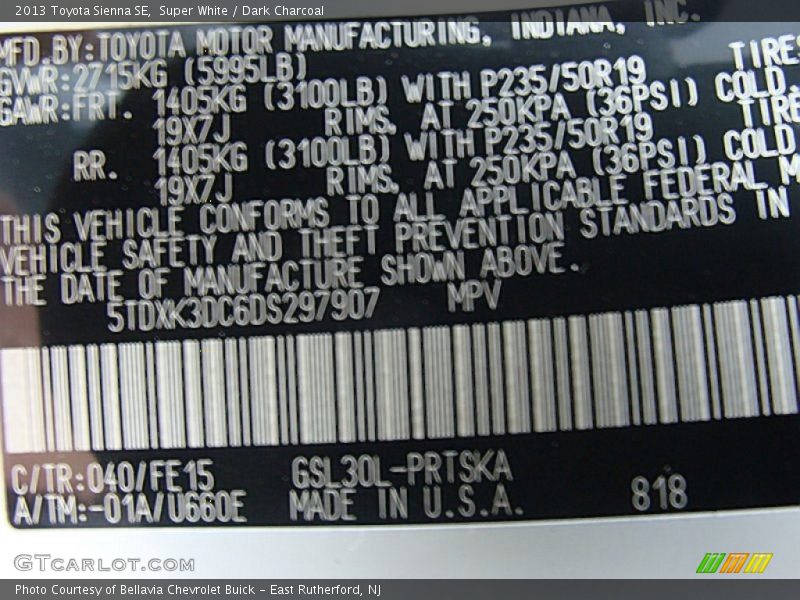 2013 Toyota Sienna SE, Super White / Dark Charcoal
MFD.BY:TOYOTA MOTOR MANUFACTURING, INDIANA, INC.
GVWR:2715KG (5995LB)
GAWR:FRT. 1405KG (3100LB) WITH P235/50R19 TIRES
19X7J RIMS, AT 250KPA (36PSI) COLD.
RR. 1405KG (3100LB) WITH P235/50R19 TIRE
19X7J RIMS, AT 250KPA (36PSI) COLD
THIS VEHICLE CONFORMS TO ALL APPLICABLE FEDERAL M
VEHICLE SAFETY AND THEFT PREVENTION STANDARDS IN
THE DATE OF MANUFACTURE SHOWN ABOVE.
5TDXK3DC6DS297907 MPV
C/TR:040/FE15 GSL30L-PRTSKA
A/TM:-01A/U660E MADE IN U.S.A. 818
GTCARLOT.COM
Photo Courtesy of Bellavia Chevrolet Buick - East Rutherford, NJ